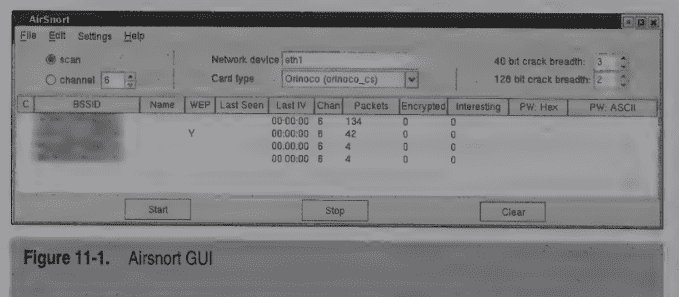 AirSnort
File Edit Settings Help
scan Network device eth1 40 bit crack breadth: 3
channel 6 Card type Orinoco (orinoco_cs) 128 bit crack breadth: 2
C BSSID Name WEP Last Seen Last IV Chan Packets Encrypted Interesting PW: Hex PW: ASCII
00:00:00 6 134 0 0
Y 00:00:00 6 42 0 0
00:00:00 6 4 0 0
00:00:00 6 4 0 0
Start Stop Clear
Figure 11-1. Airsnort GUI